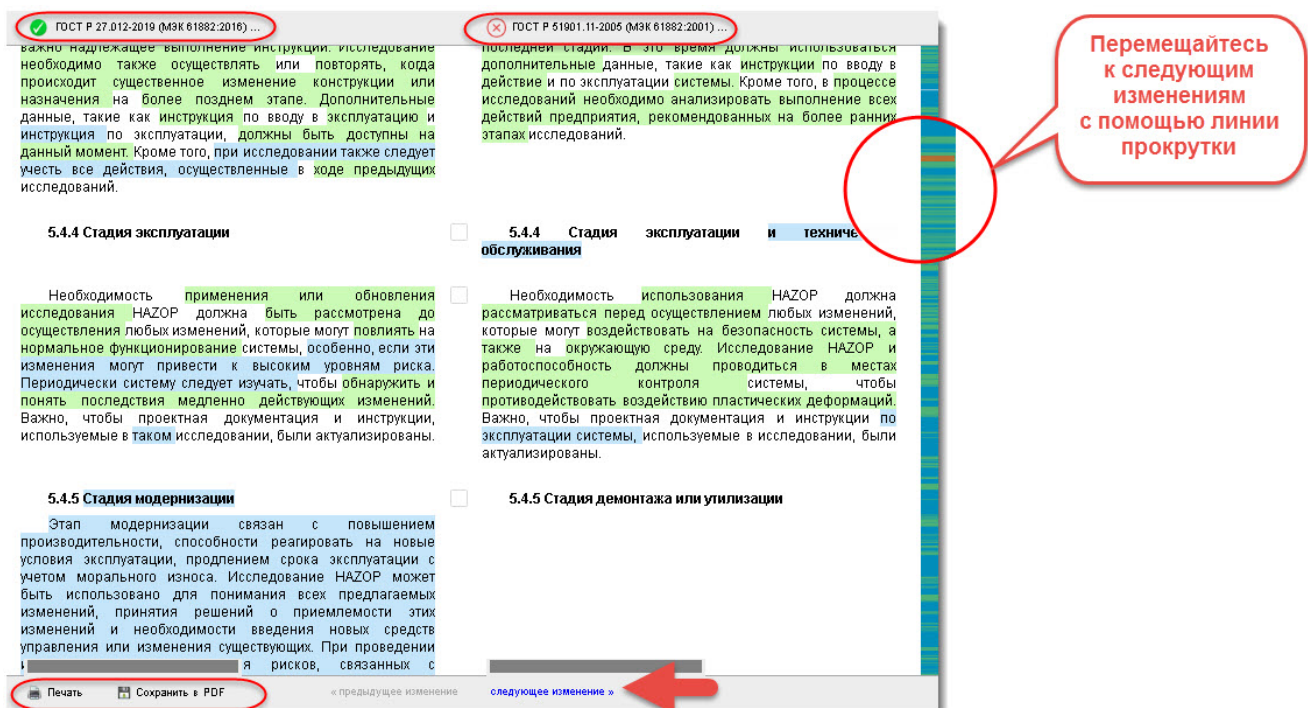 ГОСТ Р 27.012-2019 (МЭК 61882:2016) ...
важно надлежащее выполнение инструкции. Исследование
необходимо также осуществлять или повторять, когда
происходит существенное изменение конструкции или
назначения на более позднем этапе. Дополнительные
данные, такие как инструкция по вводу в эксплуатацию и
инструкция по эксплуатации, должны быть доступны на
данный момент. Кроме того, при исследовании также следует
учесть все действия, осуществленные в ходе предыдущих
исследований.
5.4.4 Стадия эксплуатации
Необходимость применения или обновления
исследования HAZOP должна быть рассмотрена до
осуществления любых изменений, которые могут повлиять на
нормальное функционирование системы, особенно, если эти
изменения могут привести к высоким уровням риска.
Периодически систему следует изучать, чтобы обнаружить и
понять последствия медленно действующих изменений.
Важно, чтобы проектная документация и инструкции,
используемые в таком исследовании, были актуализированы.
5.4.5 Стадия модернизации
Этап модернизации связан с повышением
производительности, способности реагировать на новые
условия эксплуатации, продлением срока эксплуатации с
учетом морального износа. Исследование HAZOP может
быть использовано для понимания всех предлагаемых
изменений, принятия решений о приемлемости этих
изменений и необходимости введения новых средств
управления или изменения существующих. При проведении
я рисков, связанных с
ГОСТ Р 51901.11-2005 (МЭК 61882:2001) ...
последней стадии. В это время должны использоваться
дополнительные данные, такие как инструкции по вводу в
действие и по эксплуатации системы. Кроме того, в процессе
исследований необходимо анализировать выполнение всех
действий предприятия, рекомендованных на более ранних
этапах исследований.
5.4.4 Стадия эксплуатации и техниче
обслуживания
Необходимость использования HAZOP должна
рассматриваться перед осуществлением любых изменений,
которые могут воздействовать на безопасность системы, а
также на окружающую среду. Исследование HAZOP и
работоспособность должны проводиться в местах
периодического контроля системы, чтобы
противодействовать воздействию пластических деформаций.
Важно, чтобы проектная документация и инструкции по
эксплуатации системы, используемые в исследовании, были
актуализированы.
5.4.5 Стадия демонтажа или утилизации
Перемещайтесь
к следующим
изменениям
с помощью линии
прокрутки
Печать Сохранить в PDF « предыдущее изменение следующее изменение »